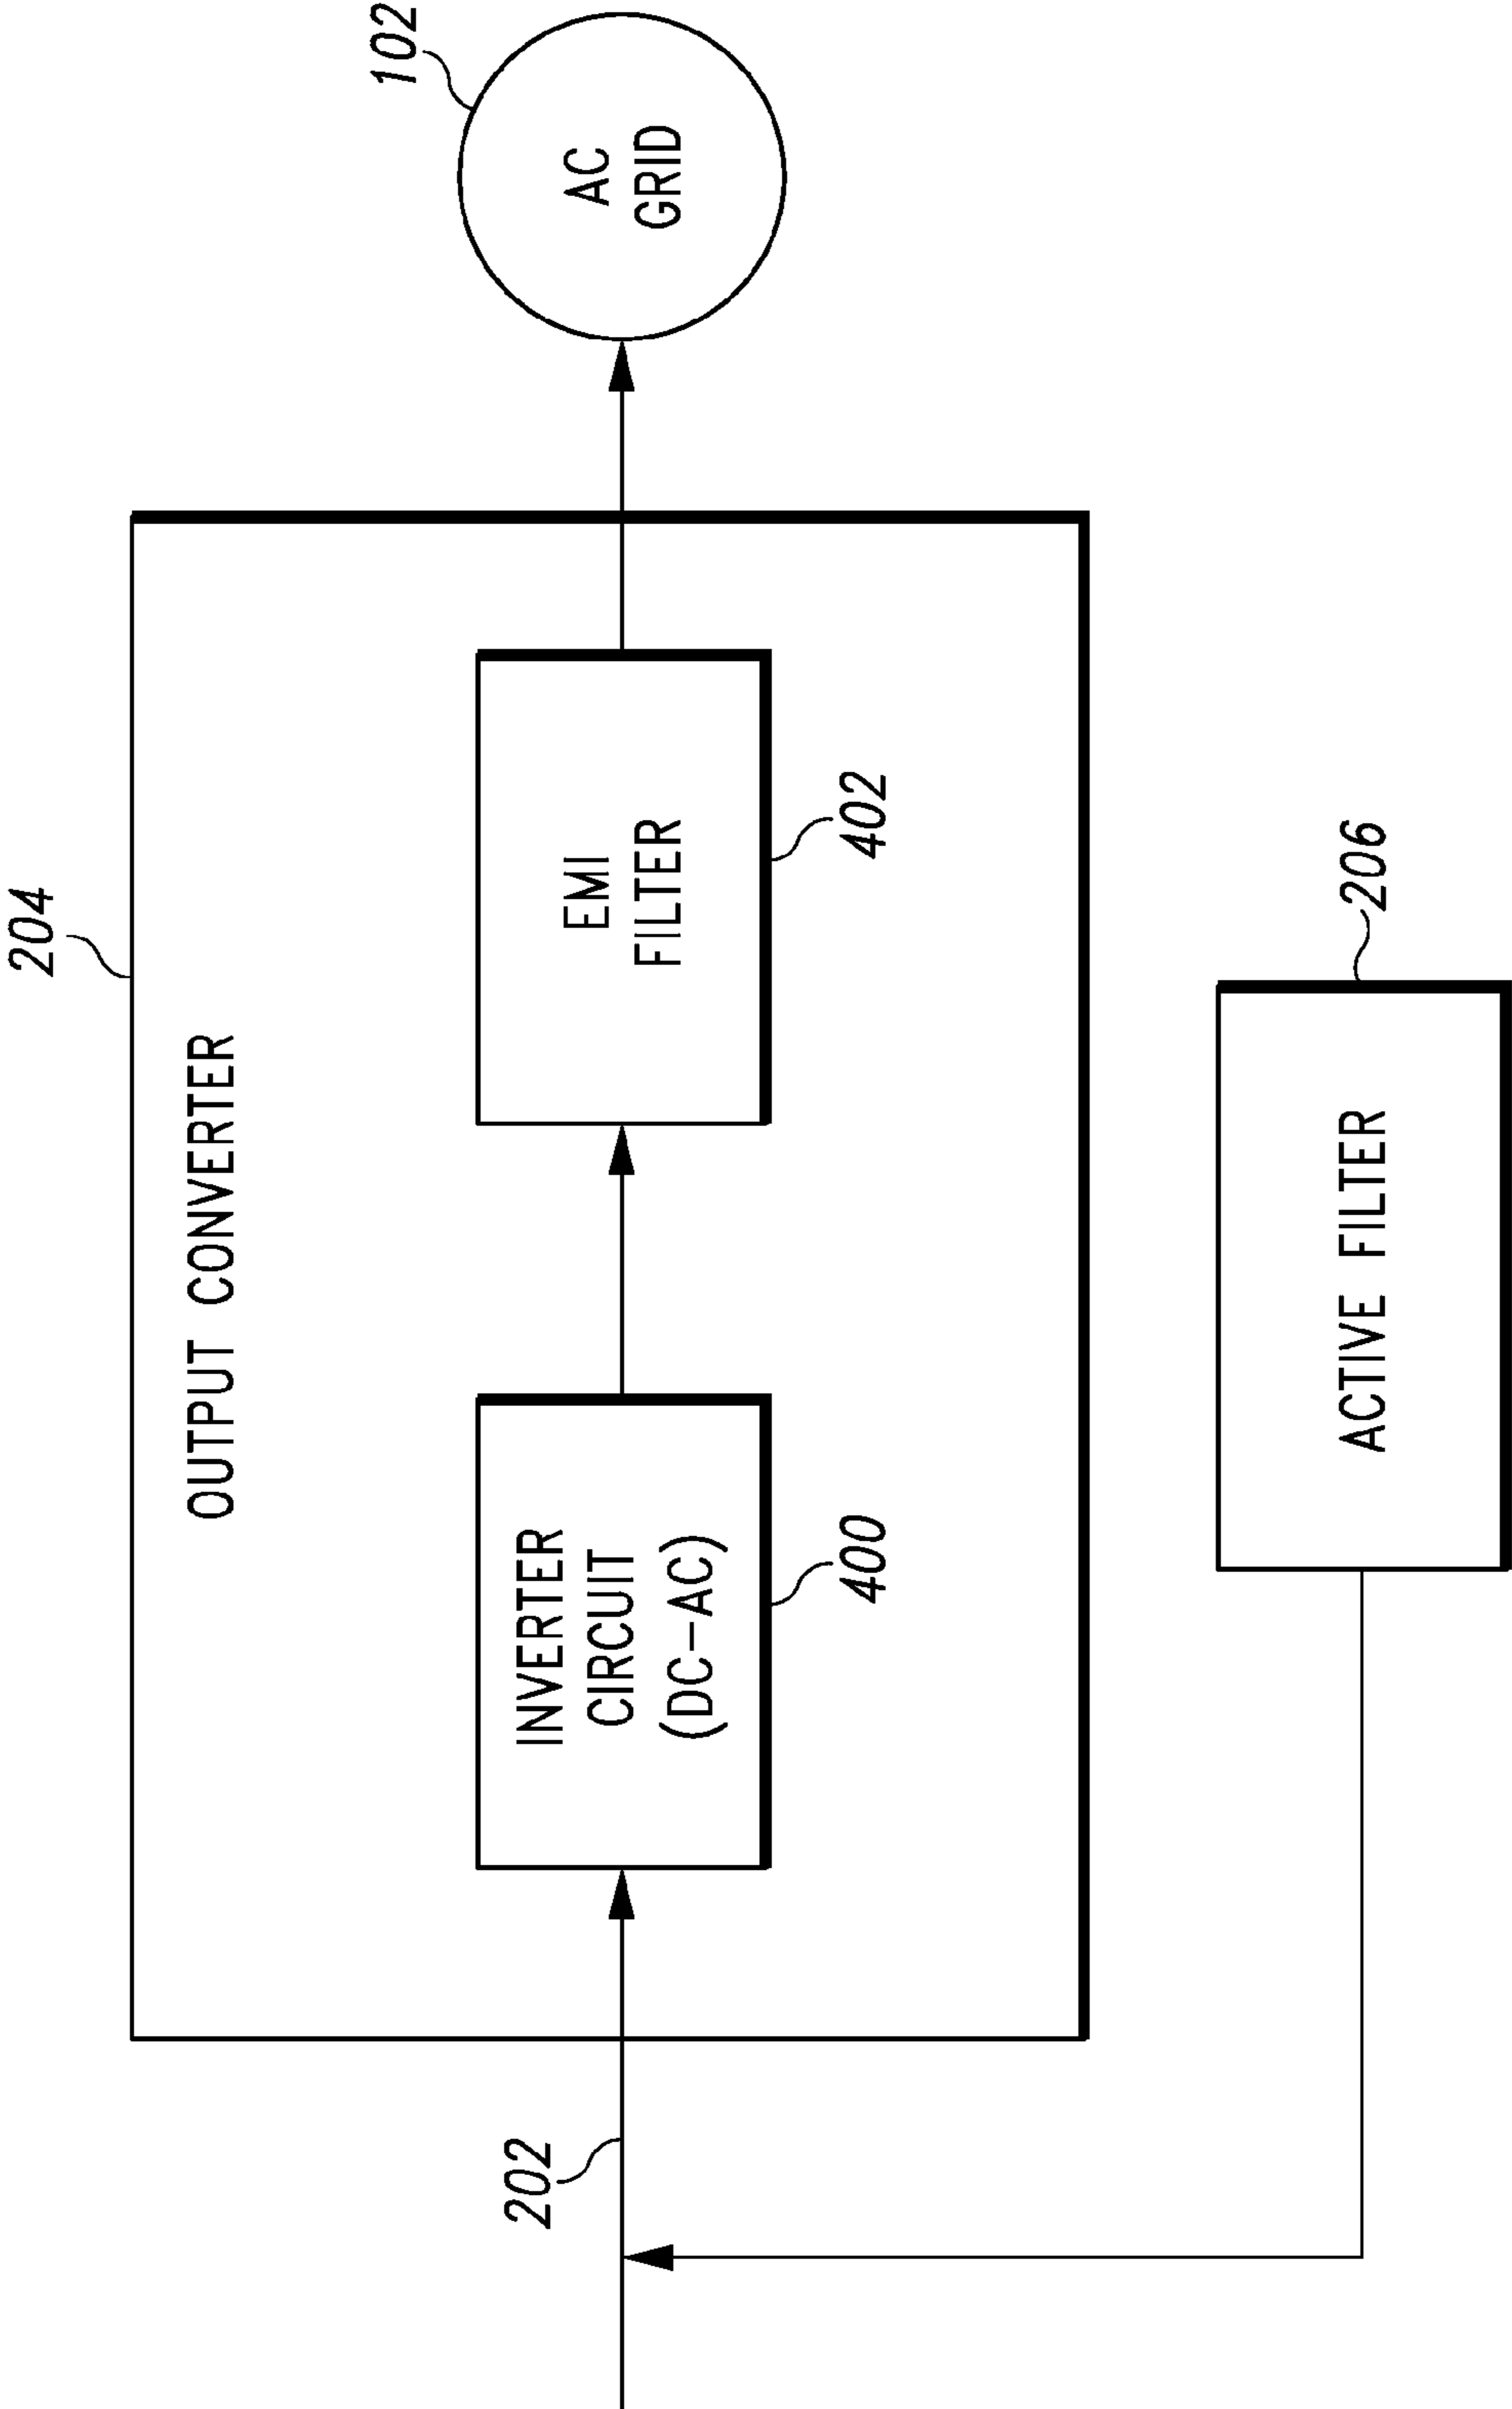 204
OUTPUT CONVERTER
102
202
INVERTER
CIRCUIT
(DC-AC)
400
EMI
FILTER
402
AC
GRID
ACTIVE FILTER
206